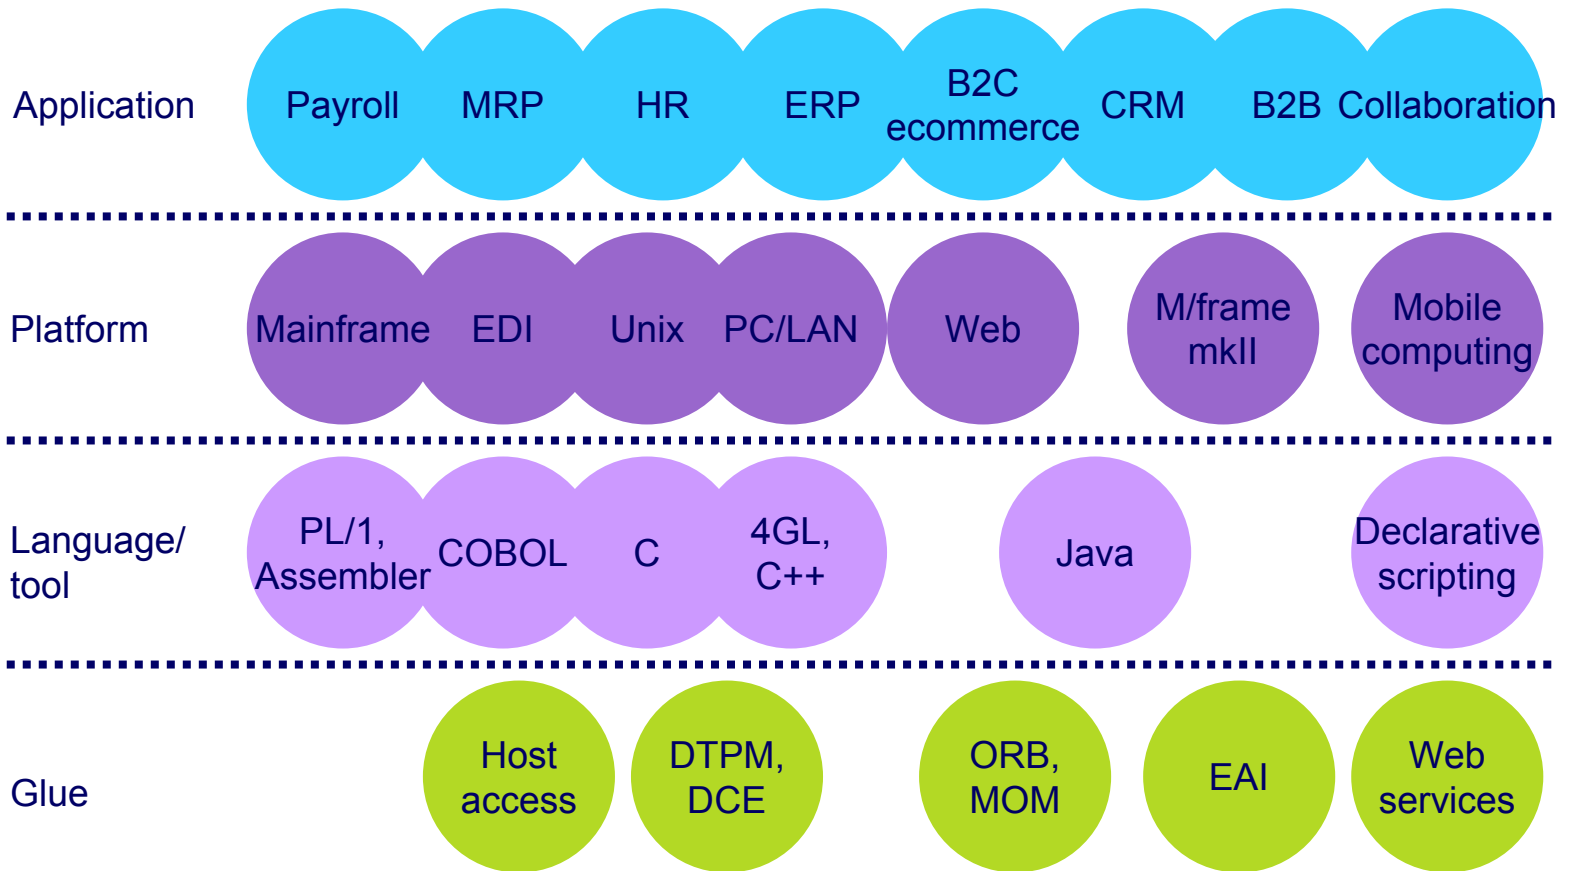 Application
Payroll
MRP
HR
ERP
B2C
ecommerce
CRM
B2B
Collaboration
Platform
Mainframe
EDI
Unix
PC/LAN
Web
M/frame
mkII
Mobile
computing
Language/
tool
PL/1,
Assembler
COBOL
C
4GL,
C++
Java
Declarative
scripting
Glue
Host
access
DTPM,
DCE
ORB,
MOM
EAI
Web
services